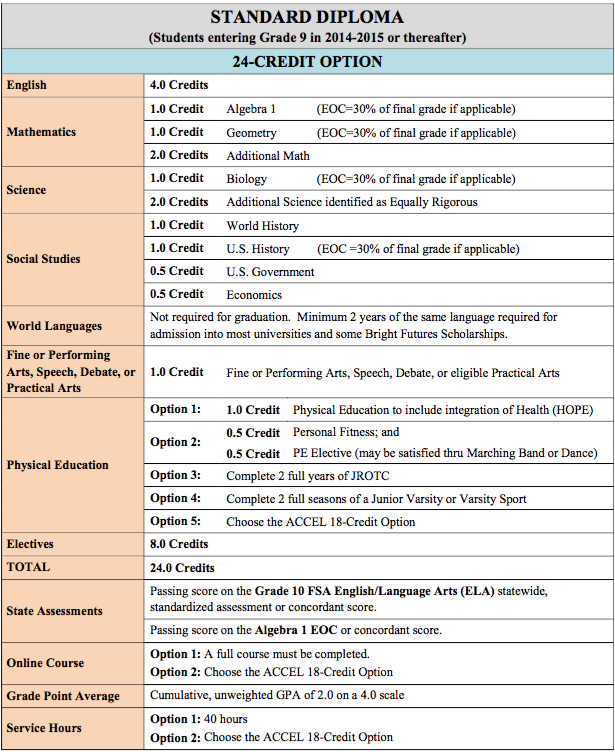 STANDARD DIPLOMA
(Students entering Grade 9 in 2014-2015 or thereafter)
24-CREDIT OPTION
English 4.0 Credits
Mathematics
1.0 Credit Algebra 1 (EOC=30% of final grade if applicable)
1.0 Credit Geometry (EOC=30% of final grade if applicable)
2.0 Credits Additional Math
Science
1.0 Credit Biology (EOC=30% of final grade if applicable)
2.0 Credits Additional Science identified as Equally Rigorous
Social Studies
1.0 Credit World History
1.0 Credit U.S. History (EOC =30% of final grade if applicable)
0.5 Credit U.S. Government
0.5 Credit Economics
World Languages
Not required for graduation. Minimum 2 years of the same language required for
admission into most universities and some Bright Futures Scholarships.
Fine or Performing
Arts, Speech, Debate, or
Practical Arts
1.0 Credit Fine or Performing Arts, Speech, Debate, or eligible Practical Arts
Physical Education
Option 1: 1.0 Credit Physical Education to include integration of Health (HOPE)
Option 2:
0.5 Credit Personal Fitness; and
0.5 Credit PE Elective (may be satisfied thru Marching Band or Dance)
Option 3: Complete 2 full years of JROTC
Option 4: Complete 2 full seasons of a Junior Varsity or Varsity Sport
Option 5: Choose the ACCEL 18-Credit Option
Electives 8.0 Credits
TOTAL 24.0 Credits
State Assessments
Passing score on the Grade 10 FSA English/Language Arts (ELA) statewide,
standardized assessment or concordant score.
Passing score on the Algebra 1 EOC or concordant score.
Online Course
Option 1: A full course must be completed.
Option 2: Choose the ACCEL 18-Credit Option
Grade Point Average Cumulative, unweighted GPA of 2.0 on a 4.0 scale
Service Hours
Option 1: 40 hours
Option 2: Choose the ACCEL 18-Credit Option